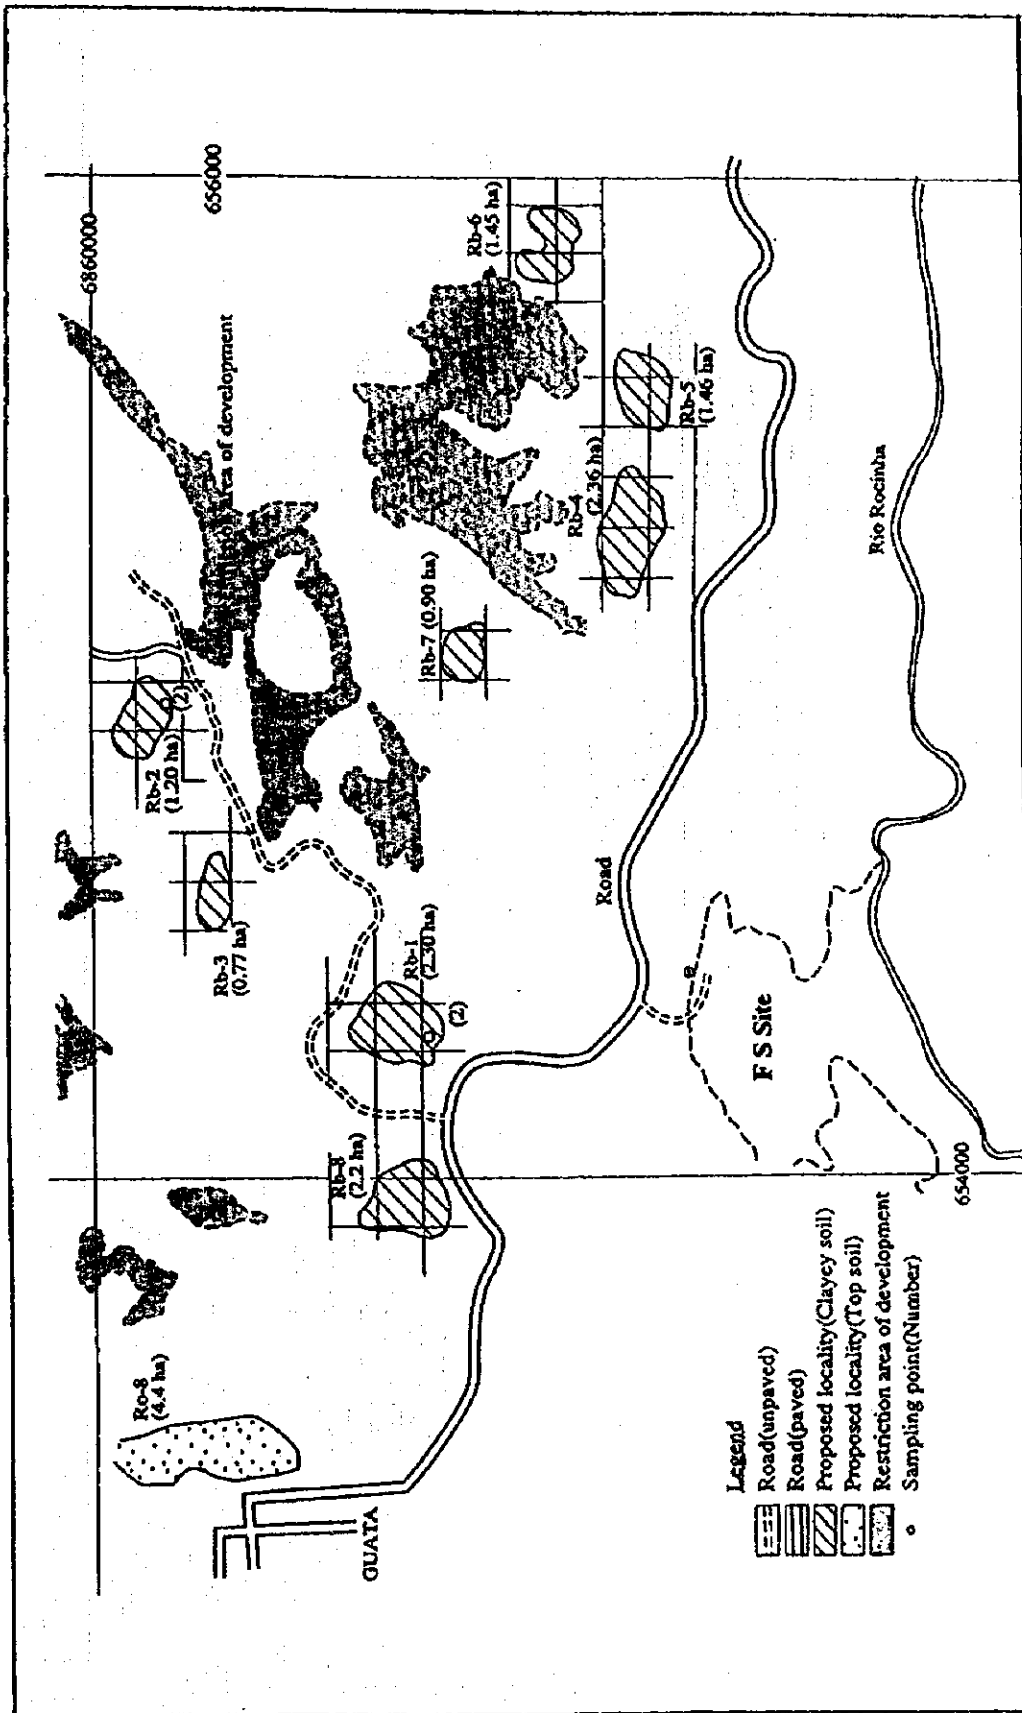 6860000
656000
Rb-6
(1.45 ha)
area of development
Rb-5
(1.46 ha)
Rb-4
(2.36 ha)
Rb-7 (0.90 ha)
Rb-2
(1.20 ha)
(2)
Rb-3
(0.77 ha)
Rb-1
(2.30 ha)
(2)
Rb-8
(2.2 ha)
Ro-8
(4.4 ha)
GUATA
Road
Rio Rocinha
F S Site
654000
Legend
Road(unpaved)
Road(paved)
Proposed locality(Clayey soil)
Proposed locality(Top soil)
Restriction area of development
Sampling point(Number)